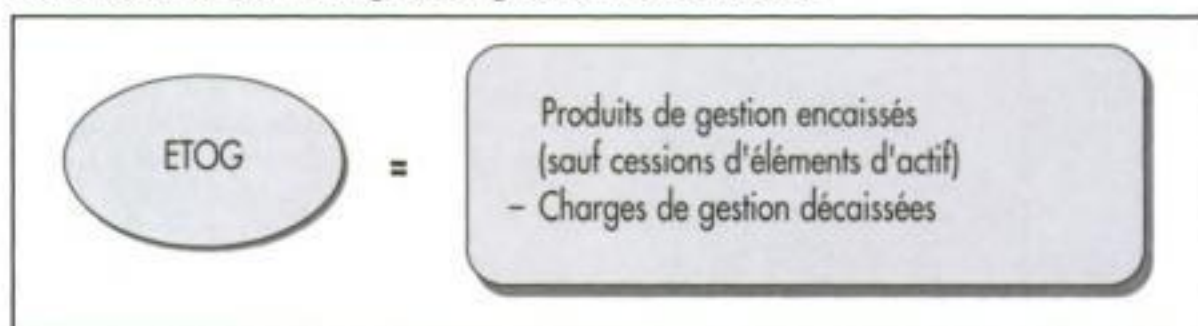 ETOG
=
Produits de gestion encaissés
(sauf cessions d'éléments d'actif)
– Charges de gestion décaissées